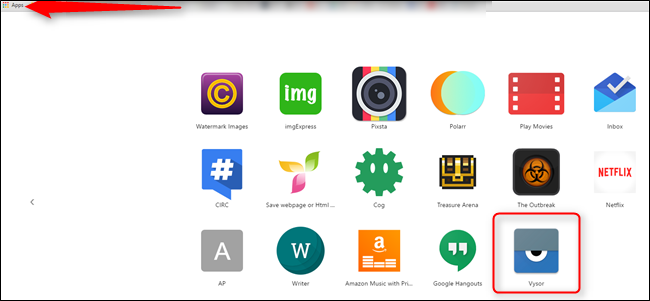 Apps
img
Watermark Images
imgExpress
Pixsta
Polarr
Play Movies
Inbox
#
NETFLIX
CIRC
Save webpage or Html ...
Cog
Treasure Arena
The Outbreak
Netflix
A
W
a
AP
Writer
Amazon Music with Pri...
Google Hangouts
Vysor